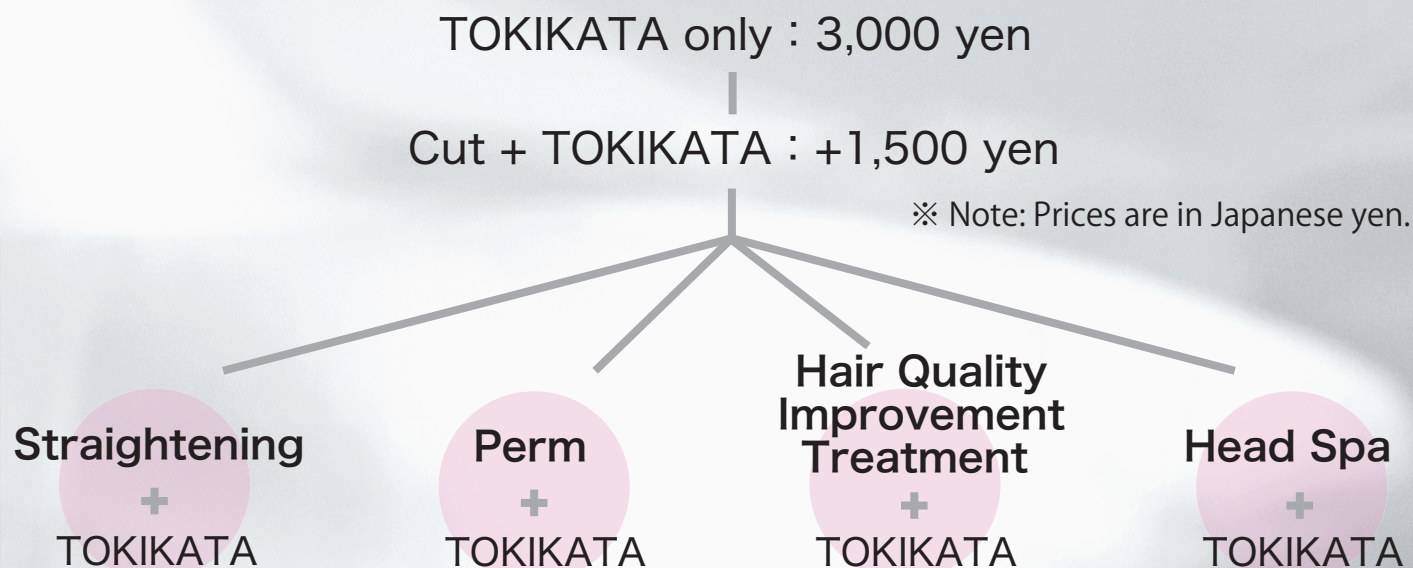 TOKIKATA only：3,000 yen
Cut + TOKIKATA：+1,500 yen
※ Note: Prices are in Japanese yen.
Straightening
+
TOKIKATA
Perm
+
TOKIKATA
Hair Quality
Improvement
Treatment
+
TOKIKATA
Head Spa
+
TOKIKATA